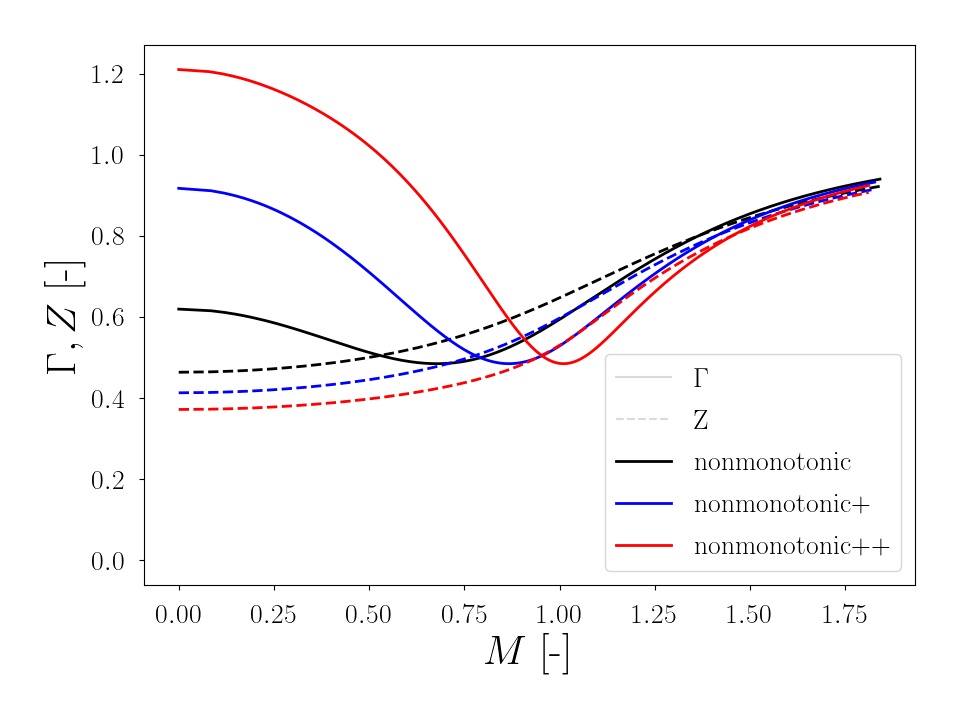 1.2
1.0
0.8
0.6
0.4
0.2
0.0
Γ, Z [-]
0.00 0.25 0.50 0.75 1.00 1.25 1.50 1.75
M [-]
Γ
Z
nonmonotonic
nonmonotonic+
nonmonotonic++